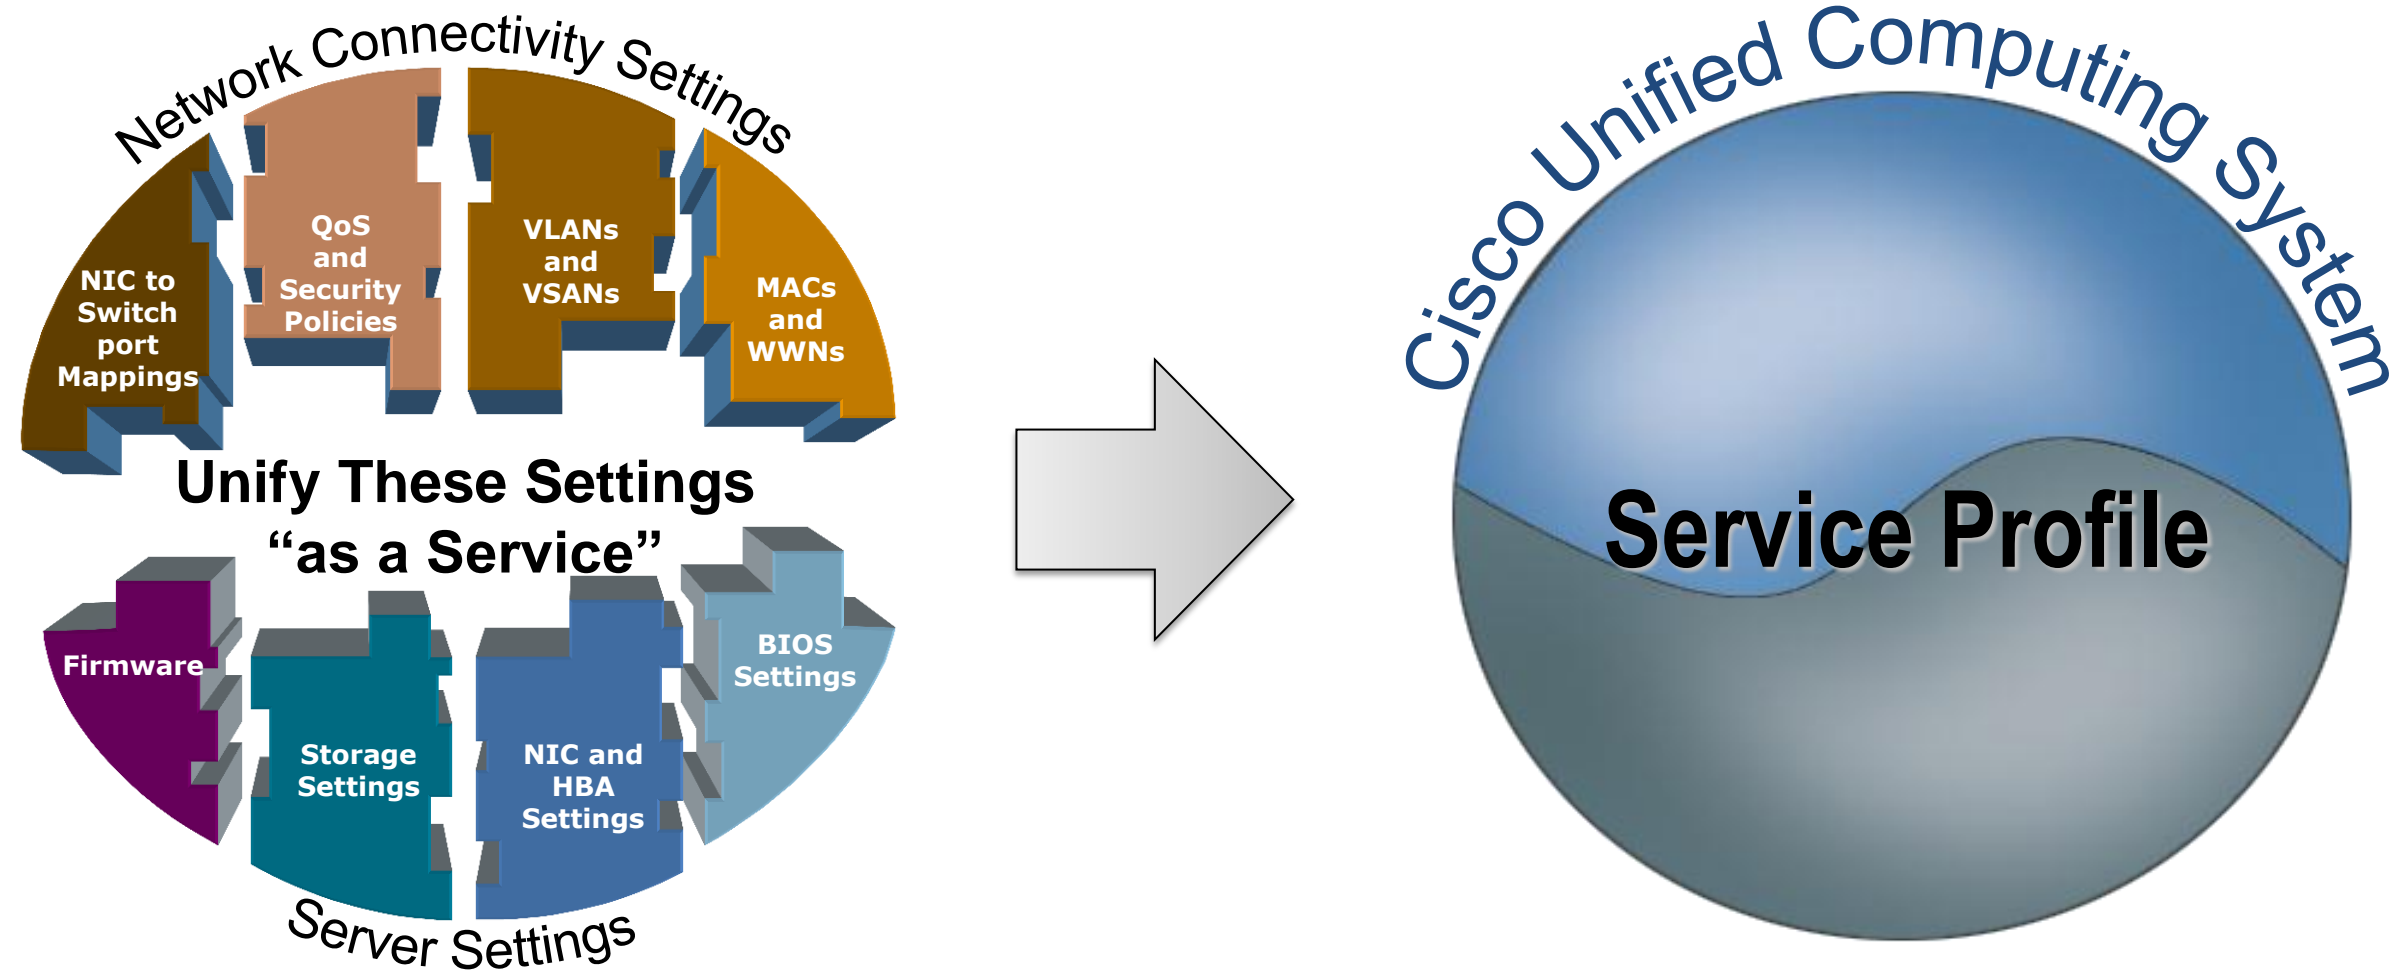 Network Connectivity Settings
NIC to
Switch
port
Mappings
QoS
and
Security
Policies
VLANs
and
VSANs
MACs
and
WWNs
Unify These Settings
“as a Service”
Firmware
Storage
Settings
NIC and
HBA
Settings
BIOS
Settings
Server Settings
Cisco Unified Computing System
Service Profile